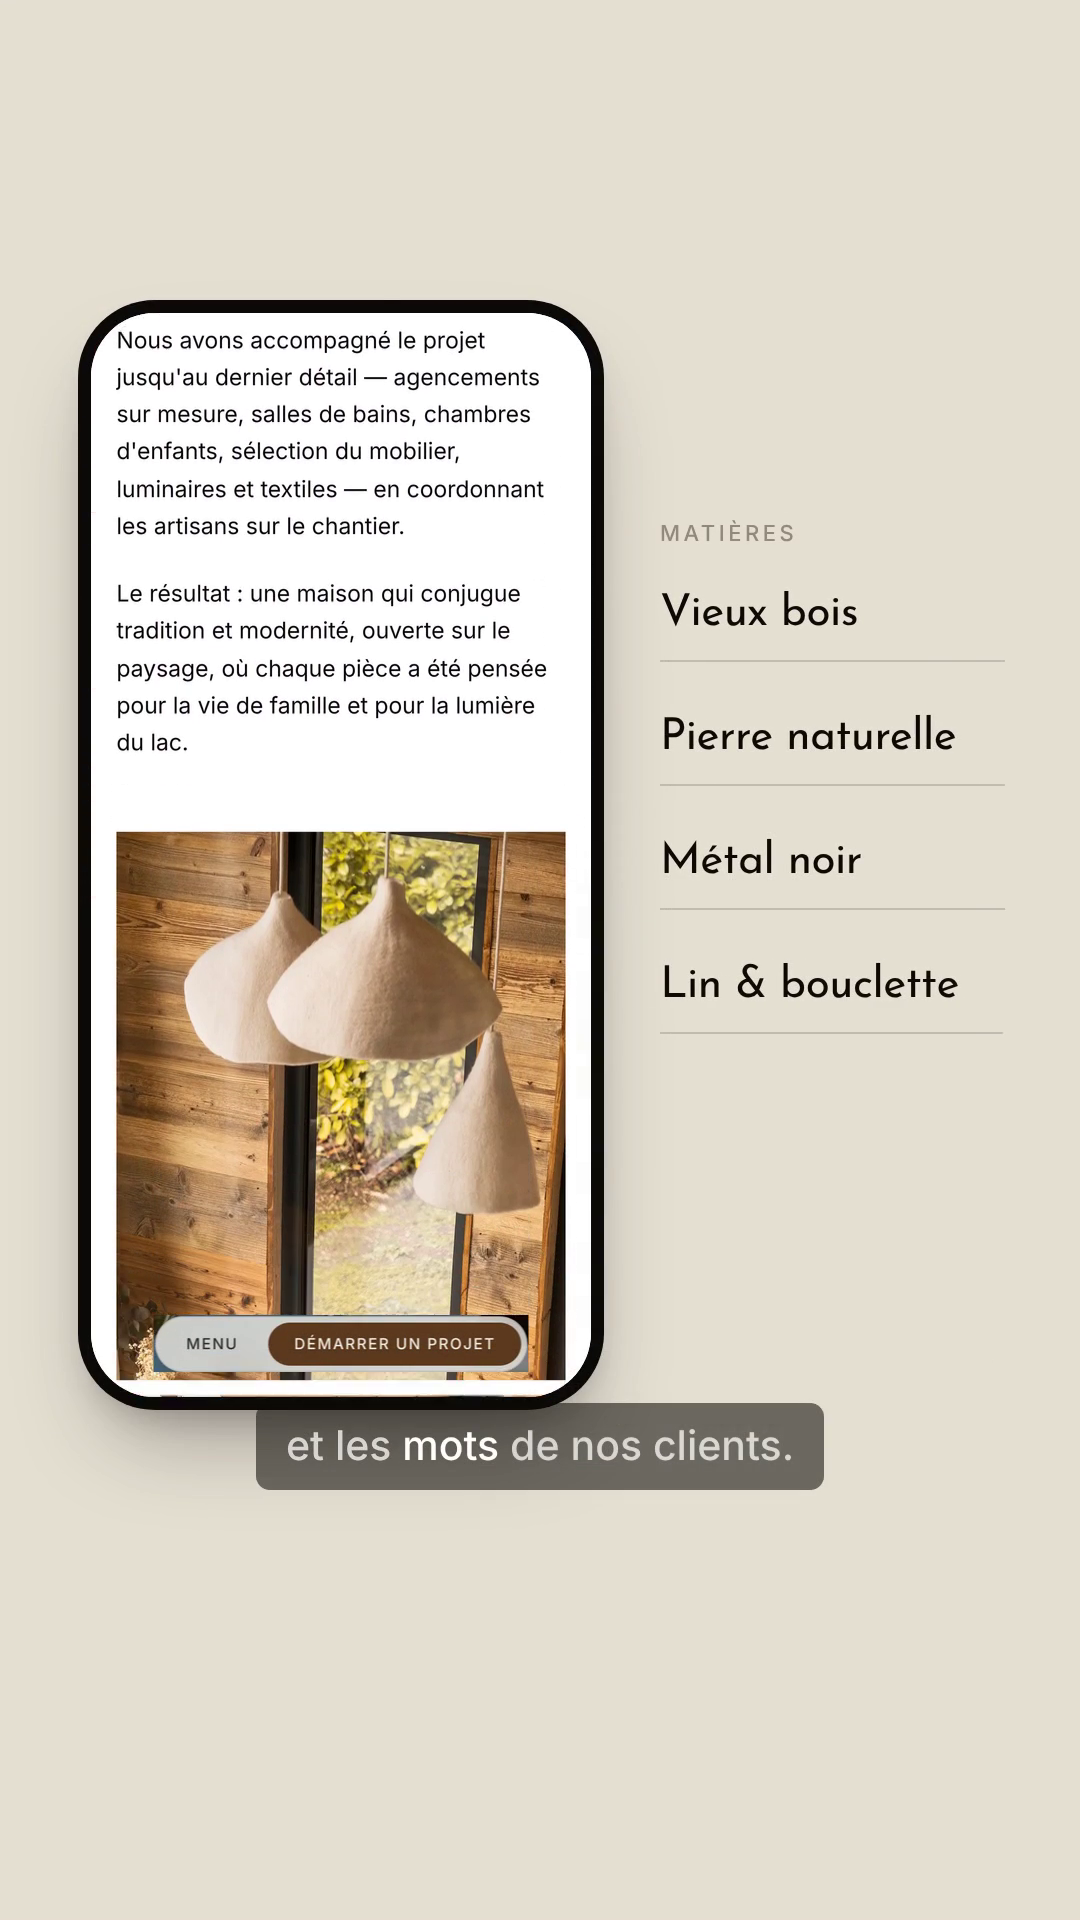 Nous avons accompagné le projet
jusqu'au dernier détail — agencements
sur mesure, salles de bains, chambres
d'enfants, sélection du mobilier,
luminaires et textiles — en coordonnant
les artisans sur le chantier.
Le résultat : une maison qui conjugue
tradition et modernité, ouverte sur le
paysage, où chaque pièce a été pensée
pour la vie de famille et pour la lumière
du lac.
MENU
DÉMARRER UN PROJET
MATIÈRES
Vieux bois
Pierre naturelle
Métal noir
Lin & bouclette
et les mots de nos clients.